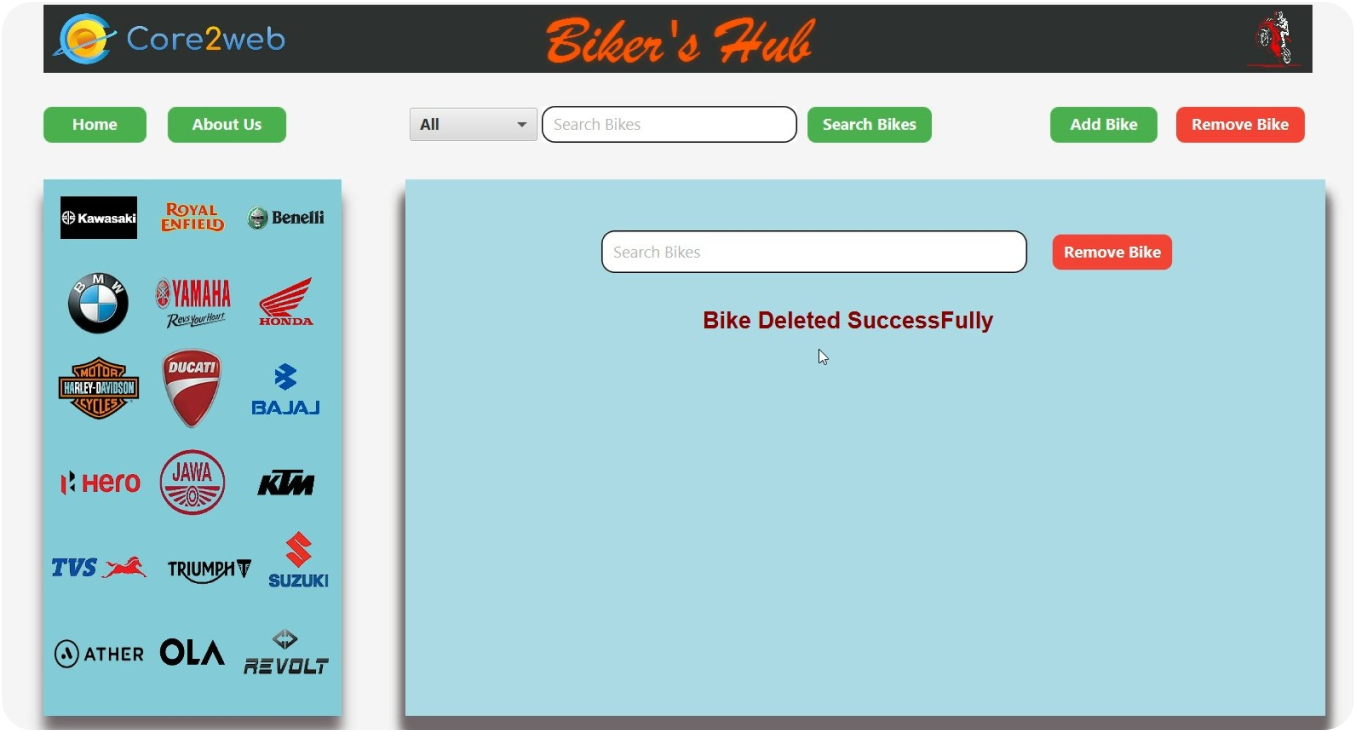 Core2web
Biker's Hub
Home
About Us
All
Search Bikes
Search Bikes
Add Bike
Remove Bike
Kawasaki
ROYAL
ENFIELD
Benelli
BMW
YAMAHA
Revs Your Heart
HONDA
MOTOR
HARLEY-DAVIDSON
CYCLES
DUCATI
BAJAJ
Hero
JAWA
KTM
TVS
TRIUMPH
SUZUKI
ATHER
OLA
REVOLT
Search Bikes
Remove Bike
Bike Deleted SuccessFully